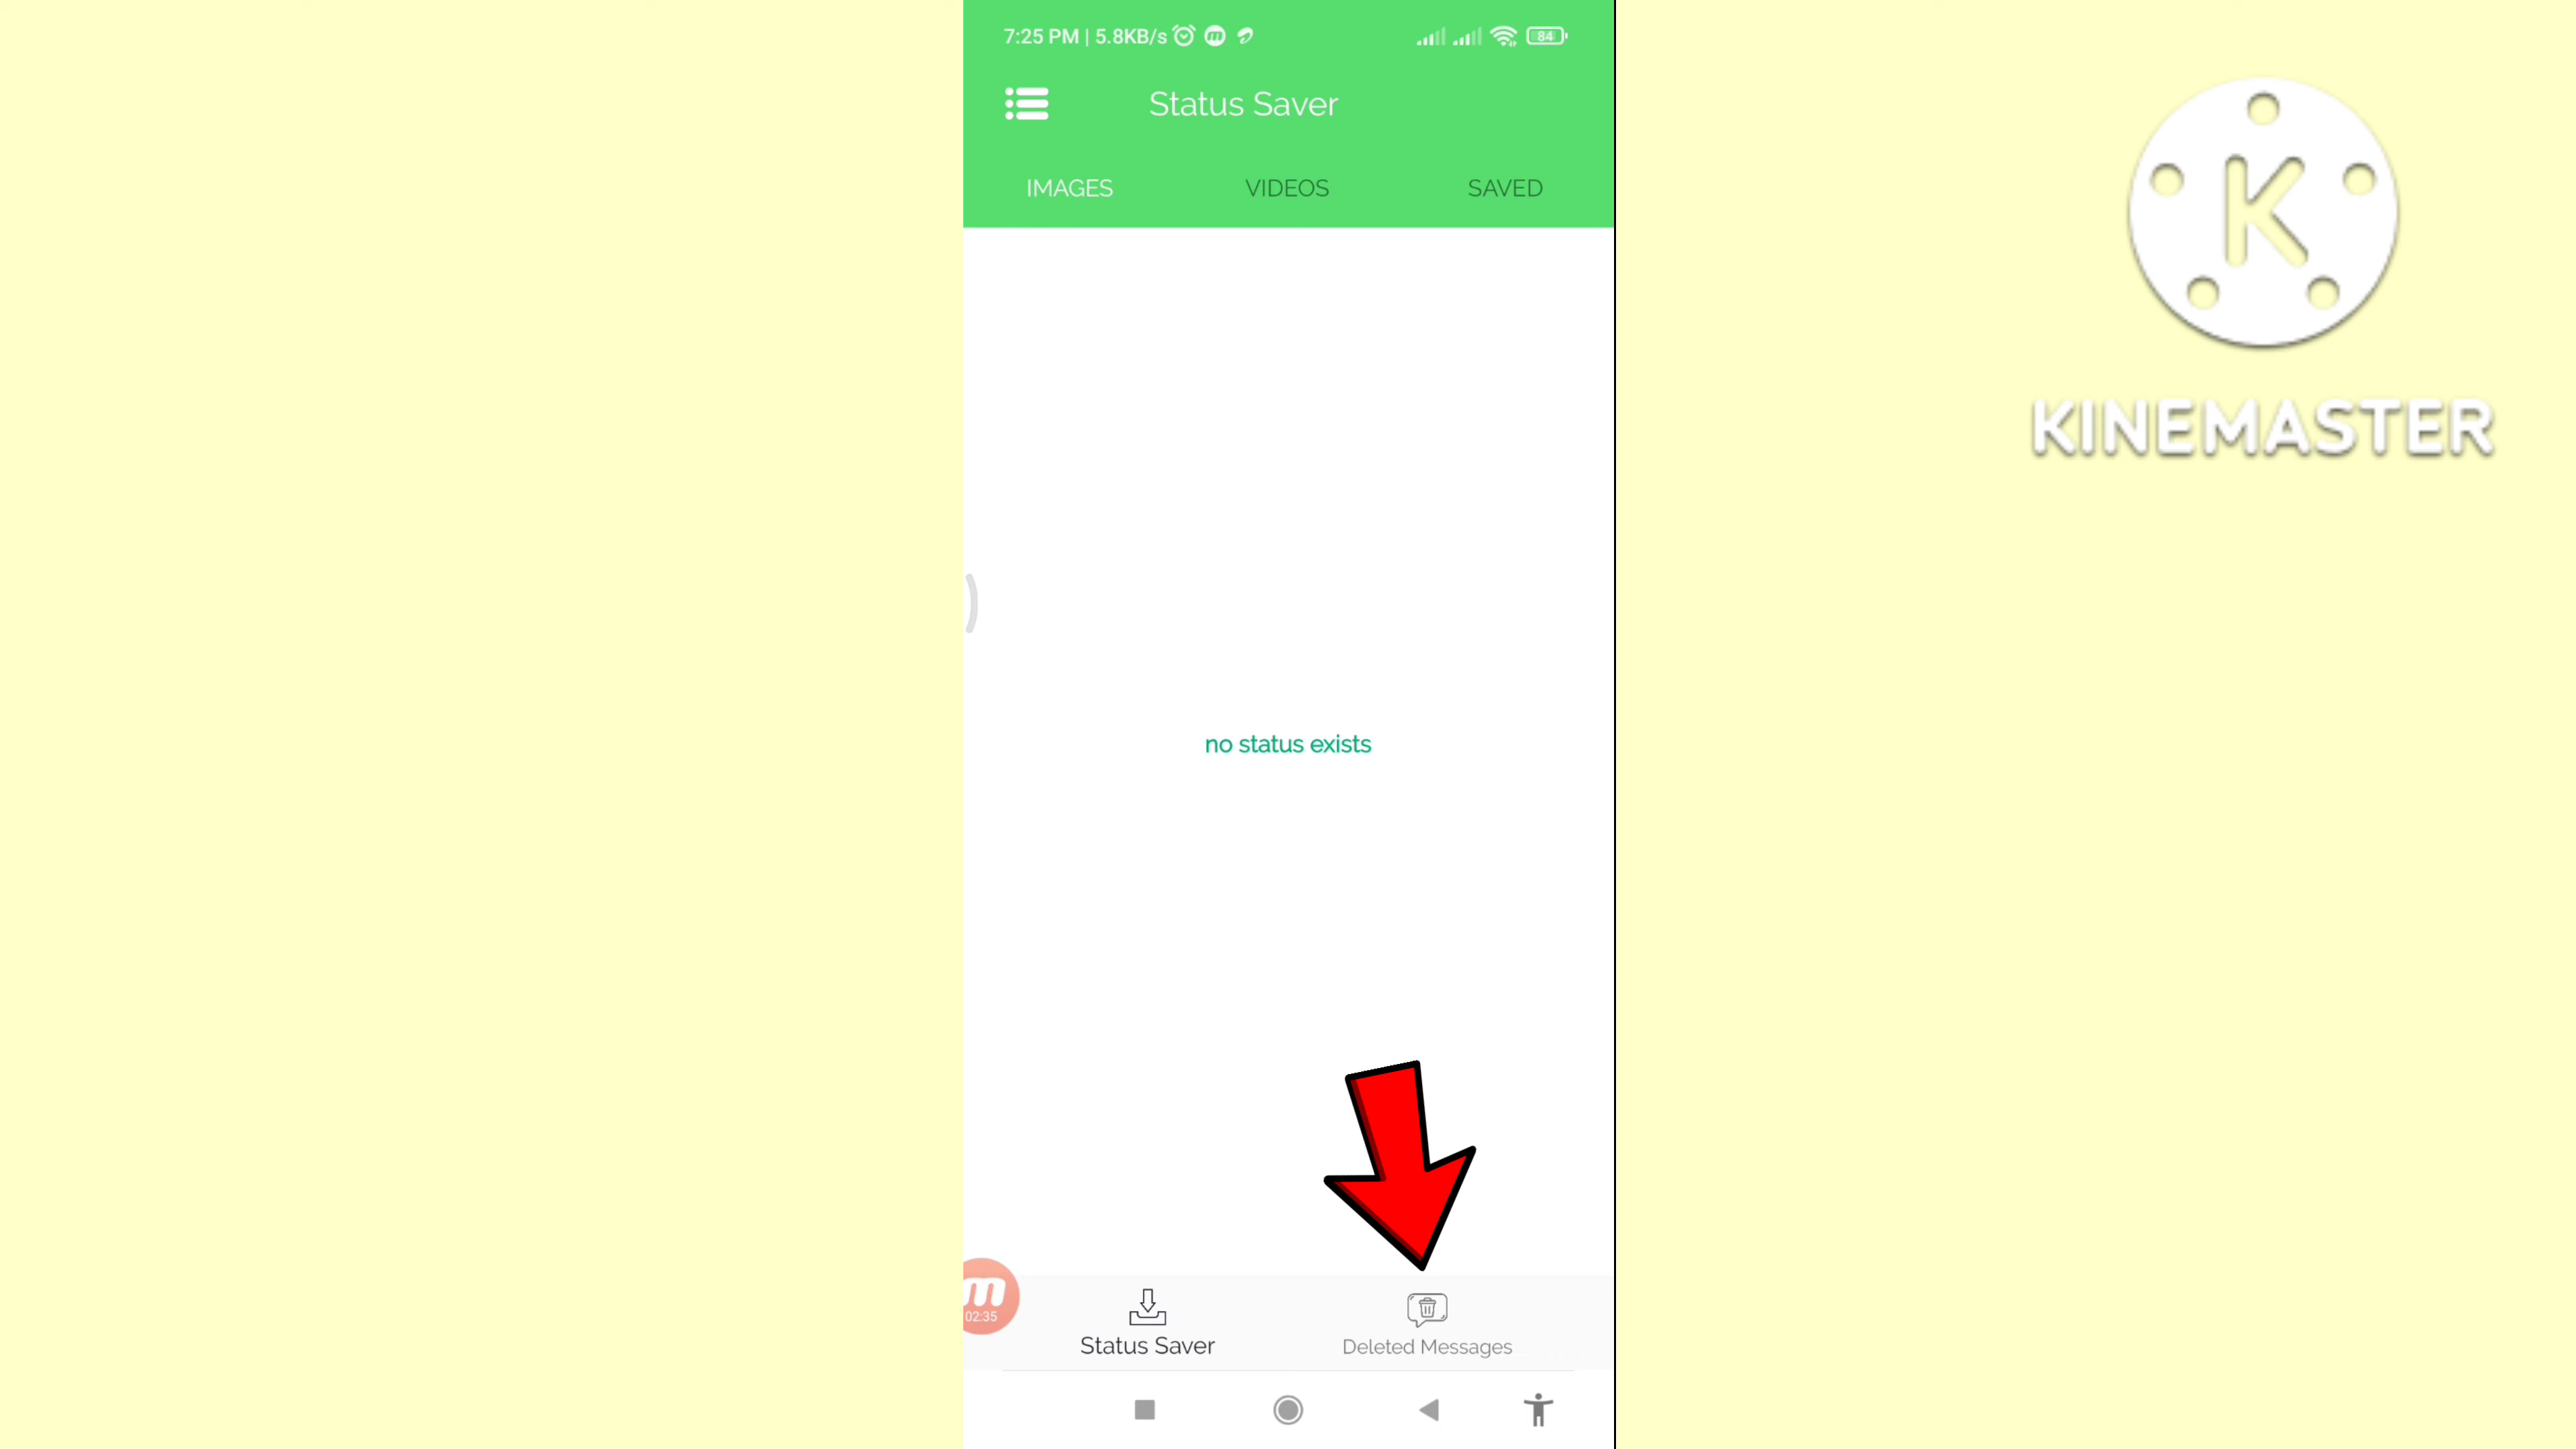 7:25 PM | 5.8KB/s
84
Status Saver
IMAGES VIDEOS SAVED
K
KINEMASTER
no status exists
m
02:35
Status Saver
Deleted Messages